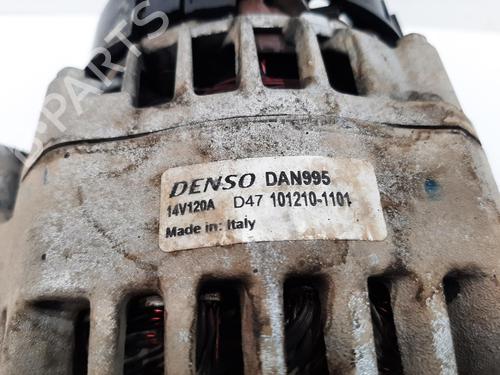 DENSO DAN995
14V120A D47 101210-1101
Made in: Italy